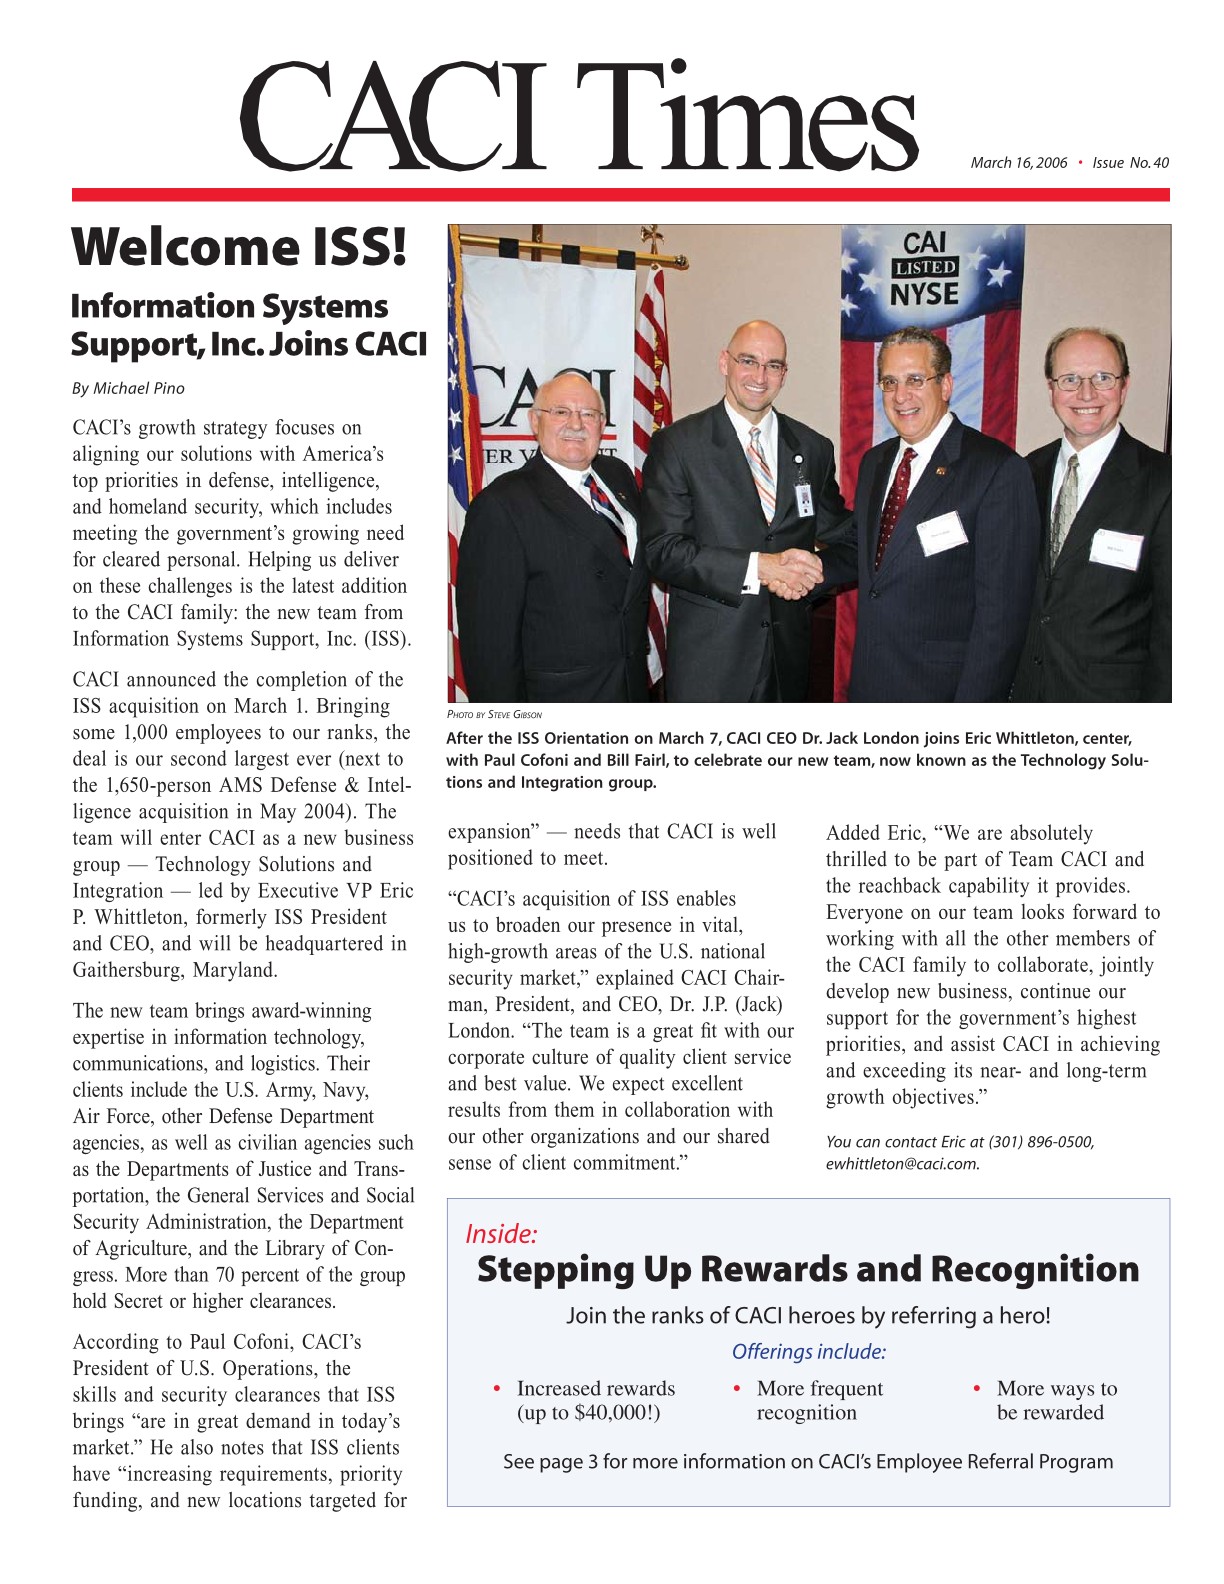 CACI Times
March 16, 2006 • Issue No. 40
Welcome ISS!
Information Systems
Support, Inc. Joins CACI
By Michael Pino
CACI’s growth strategy focuses on
aligning our solutions with America’s
top priorities in defense, intelligence,
and homeland security, which includes
meeting the government’s growing need
for cleared personal. Helping us deliver
on these challenges is the latest addition
to the CACI family: the new team from
Information Systems Support, Inc. (ISS).
CACI announced the completion of the
ISS acquisition on March 1. Bringing
some 1,000 employees to our ranks, the
deal is our second largest ever (next to
the 1,650-person AMS Defense & Intel-
ligence acquisition in May 2004). The
team will enter CACI as a new business
group — Technology Solutions and
Integration — led by Executive VP Eric
P. Whittleton, formerly ISS President
and CEO, and will be headquartered in
Gaithersburg, Maryland.
The new team brings award-winning
expertise in information technology,
communications, and logistics. Their
clients include the U.S. Army, Navy,
Air Force, other Defense Department
agencies, as well as civilian agencies such
as the Departments of Justice and Trans-
portation, the General Services and Social
Security Administration, the Department
of Agriculture, and the Library of Con-
gress. More than 70 percent of the group
hold Secret or higher clearances.
According to Paul Cofoni, CACI’s
President of U.S. Operations, the
skills and security clearances that ISS
brings “are in great demand in today’s
market.” He also notes that ISS clients
have “increasing requirements, priority
funding, and new locations targeted for
CACI
CAI
LISTED
NYSE
PHOTO BY STEVE GIBSON
After the ISS Orientation on March 7, CACI CEO Dr. Jack London joins Eric Whittleton, center,
with Paul Cofoni and Bill Fairl, to celebrate our new team, now known as the Technology Solu-
tions and Integration group.
expansion” — needs that CACI is well
positioned to meet.
“CACI’s acquisition of ISS enables
us to broaden our presence in vital,
high-growth areas of the U.S. national
security market,” explained CACI Chair-
man, President, and CEO, Dr. J.P. (Jack)
London. “The team is a great fit with our
corporate culture of quality client service
and best value. We expect excellent
results from them in collaboration with
our other organizations and our shared
sense of client commitment.”
Added Eric, “We are absolutely
thrilled to be part of Team CACI and
the reachback capability it provides.
Everyone on our team looks forward to
working with all the other members of
the CACI family to collaborate, jointly
develop new business, continue our
support for the government’s highest
priorities, and assist CACI in achieving
and exceeding its near- and long-term
growth objectives.”
You can contact Eric at (301) 896-0500,
ewhittleton@caci.com.
Inside:
Stepping Up Rewards and Recognition
Join the ranks of CACI heroes by referring a hero!
Offerings include:
• Increased rewards
(up to $40,000!)
• More frequent
recognition
• More ways to
be rewarded
See page 3 for more information on CACI’s Employee Referral Program